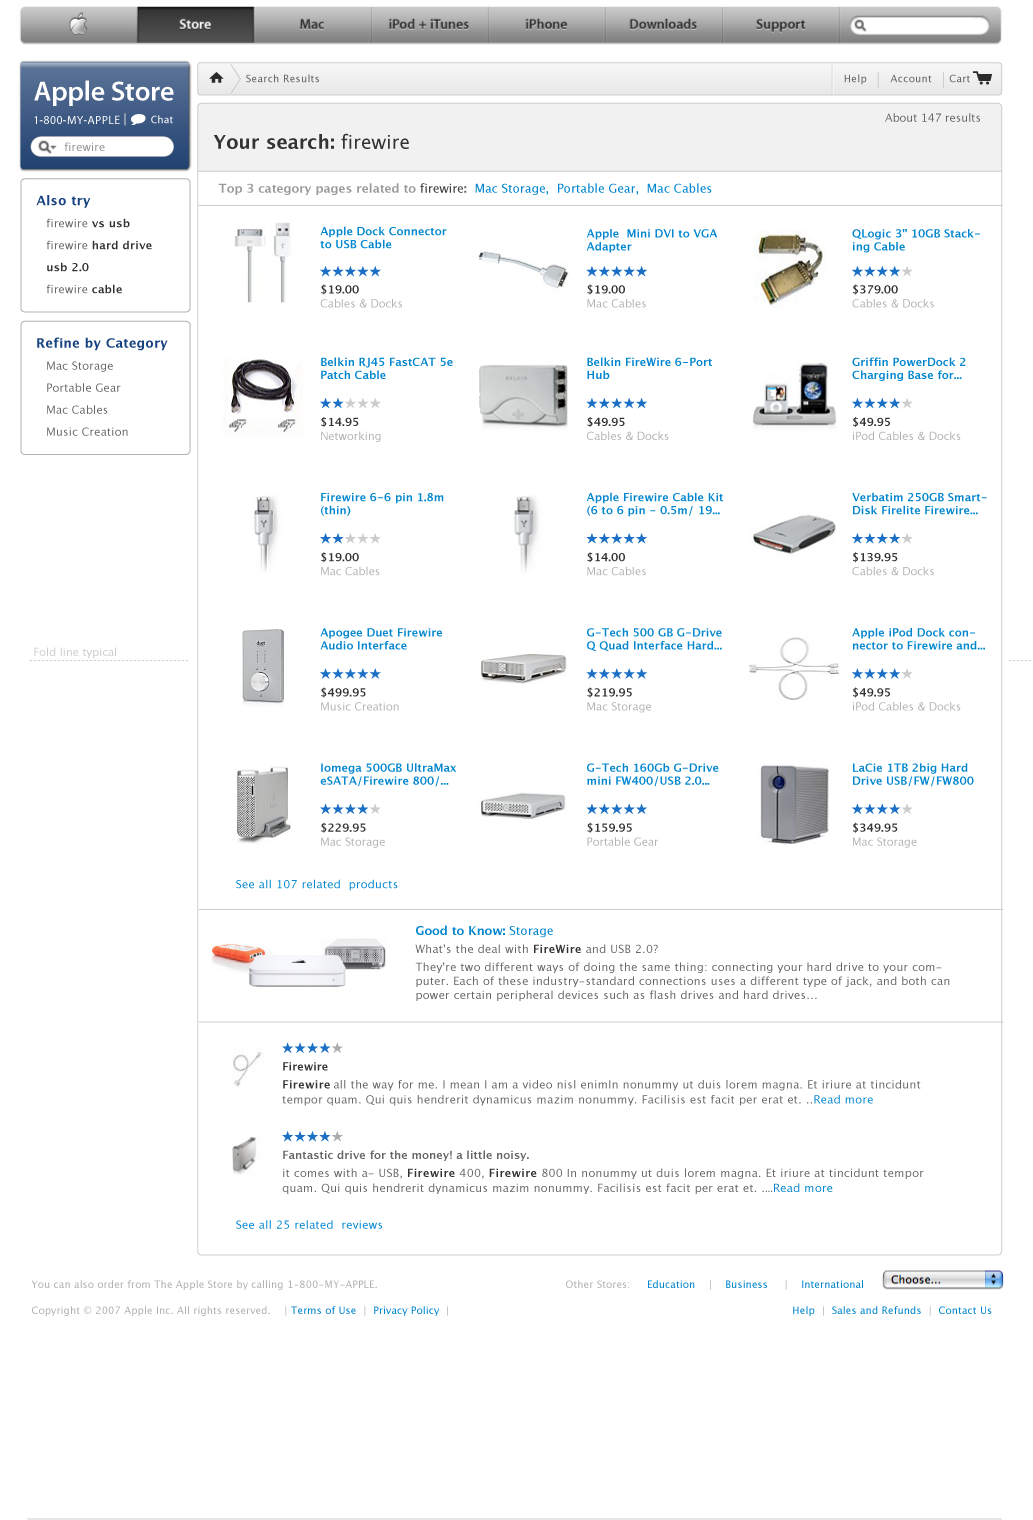 Store
Mac
iPod + iTunes
iPhone
Downloads
Support
Apple Store
1-800-MY-APPLE | Chat
firewire
Search Results
Help
Account
Cart
About 147 results
Your search: firewire
Also try
firewire vs usb
firewire hard drive
usb 2.0
firewire cable
Refine by Category
Mac Storage
Portable Gear
Mac Cables
Music Creation
Fold line typical
Top 3 category pages related to firewire: Mac Storage, Portable Gear, Mac Cables
Apple Dock Connector
to USB Cable
$19.00
Cables & Docks
Apple Mini DVI to VGA
Adapter
$19.00
Mac Cables
QLogic 3" 10GB Stack-
ing Cable
$379.00
Cables & Docks
Belkin RJ45 FastCAT 5e
Patch Cable
$14.95
Networking
BELKIN
Belkin FireWire 6-Port
Hub
$49.95
Cables & Docks
Griffin PowerDock 2
Charging Base for...
$49.95
iPod Cables & Docks
Firewire 6-6 pin 1.8m
(thin)
$19.00
Mac Cables
Apple Firewire Cable Kit
(6 to 6 pin - 0.5m/ 19...
$14.00
Mac Cables
Verbatim 250GB Smart-
Disk Firelite Firewire...
$139.95
Cables & Docks
duet
Apogee Duet Firewire
Audio Interface
$499.95
Music Creation
G-Tech 500 GB G-Drive
Q Quad Interface Hard...
$219.95
Mac Storage
Apple iPod Dock con-
nector to Firewire and...
$49.95
iPod Cables & Docks
Iomega 500GB UltraMax
eSATA/Firewire 800/...
$229.95
Mac Storage
G-Tech 160Gb G-Drive
mini FW400/USB 2.0...
$159.95
Portable Gear
LaCie 1TB 2big Hard
Drive USB/FW/FW800
$349.95
Mac Storage
See all 107 related products
Good to Know: Storage
What's the deal with FireWire and USB 2.0?
They're two different ways of doing the same thing: connecting your hard drive to your com-
puter. Each of these industry-standard connections uses a different type of jack, and both can
power certain peripheral devices such as flash drives and hard drives...
Firewire
Firewire all the way for me. I mean I am a video nisl enimln nonummy ut duis lorem magna. Et iriure at tincidunt
tempor quam. Qui quis hendrerit dynamicus mazim nonummy. Facilisis est facit per erat et. ..Read more
Fantastic drive for the money! a little noisy.
it comes with a- USB, Firewire 400, Firewire 800 In nonummy ut duis lorem magna. Et iriure at tincidunt tempor
quam. Qui quis hendrerit dynamicus mazim nonummy. Facilisis est facit per erat et. ....Read more
See all 25 related reviews
You can also order from The Apple Store by calling 1-800-MY-APPLE.
Other Stores: Education | Business | International
Choose...
Copyright © 2007 Apple Inc. All rights reserved. | Terms of Use | Privacy Policy |
Help | Sales and Refunds | Contact Us